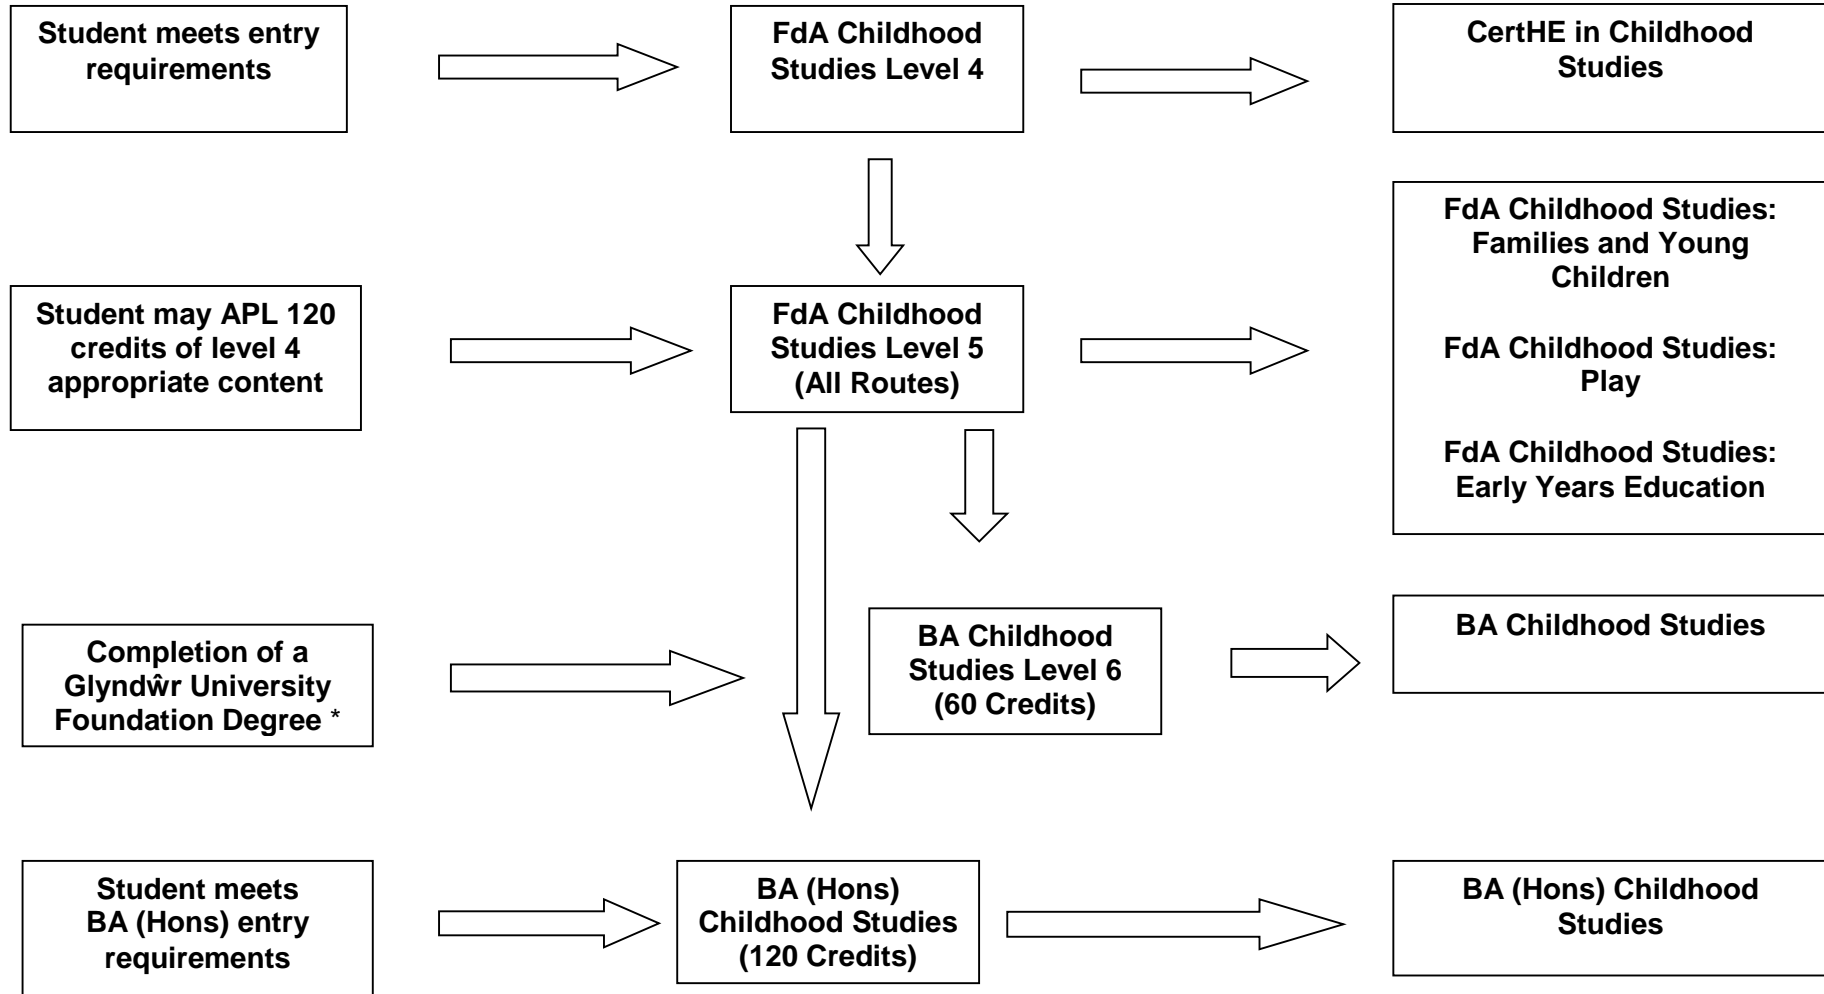 Student meets entry
requirements
FdA Childhood
Studies Level 4
CertHE in Childhood
Studies
Student may APL 120
credits of level 4
appropriate content
FdA Childhood
Studies Level 5
(All Routes)
FdA Childhood Studies:
Families and Young
Children
FdA Childhood Studies:
Play
FdA Childhood Studies:
Early Years Education
Completion of a
Glyndŵr University
Foundation Degree *
BA Childhood
Studies Level 6
(60 Credits)
BA Childhood Studies
Student meets
BA (Hons) entry
requirements
BA (Hons)
Childhood Studies
(120 Credits)
BA (Hons) Childhood
Studies